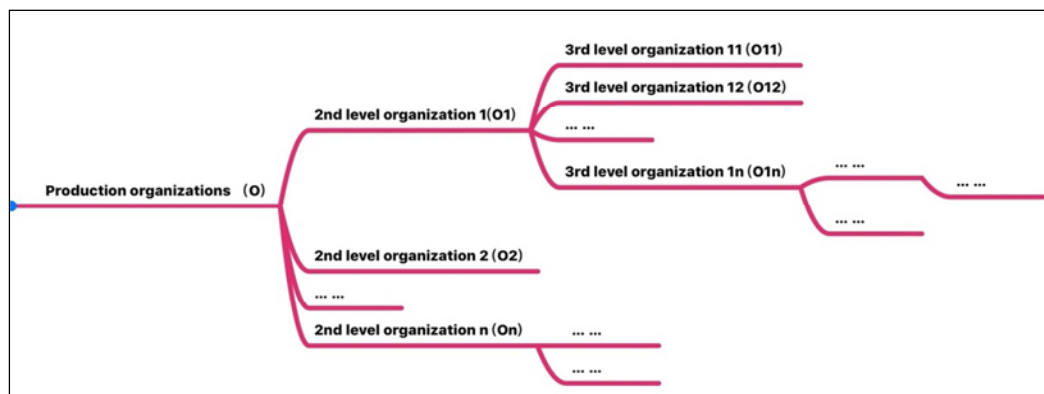 3rd level organization 11 (O11)
3rd level organization 12 (O12)
2nd level organization 1(O1)
... ...
3rd level organization 1n (O1n)
... ...
... ...
Production organizations (O)
... ...
2nd level organization 2 (O2)
... ...
2nd level organization n (On)
... ...
... ...